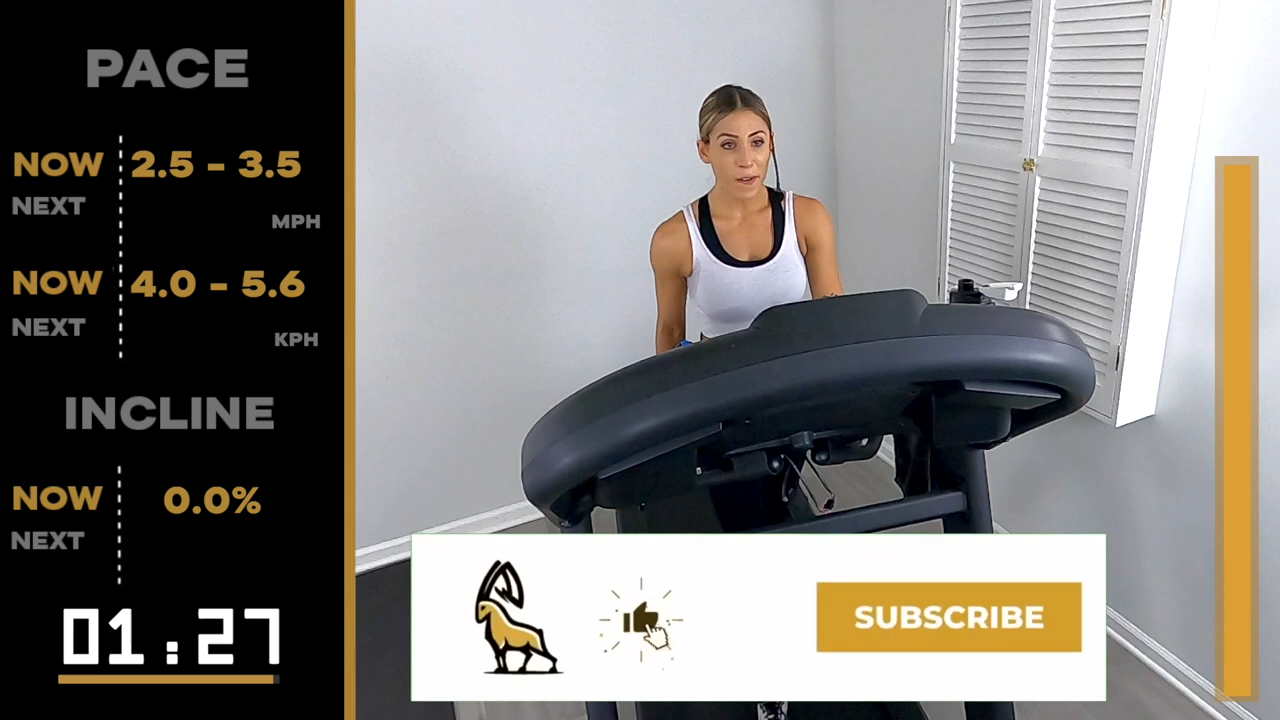 PACE
NOW 2.5 - 3.5
NEXT
MPH
NOW 4.0 - 5.6
NEXT
KPH
INCLINE
NOW 0.0%
NEXT
01:27
SUBSCRIBE